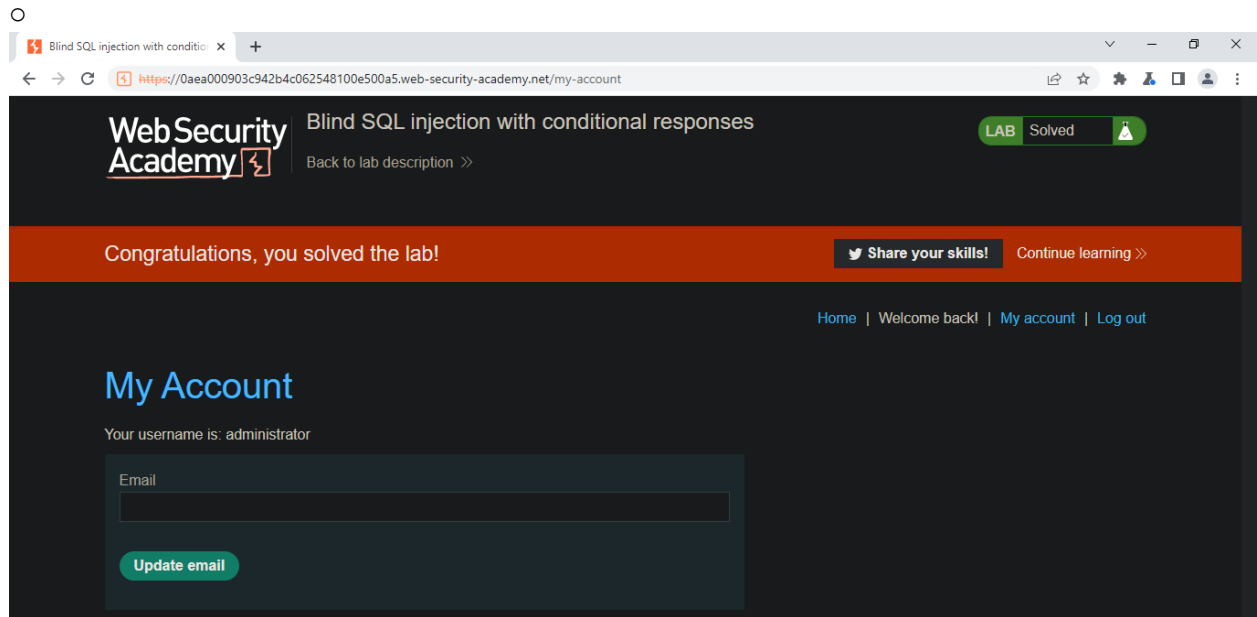 Blind SQL injection with conditio
https://0aea000903c942b4c062548100e500a5.web-security-academy.net/my-account
Web Security
Academy
Blind SQL injection with conditional responses
Back to lab description
LAB Solved
Congratulations, you solved the lab!
Share your skills!
Continue learning
Home | Welcome back! | My account | Log out
My Account
Your username is: administrator
Email
Update email